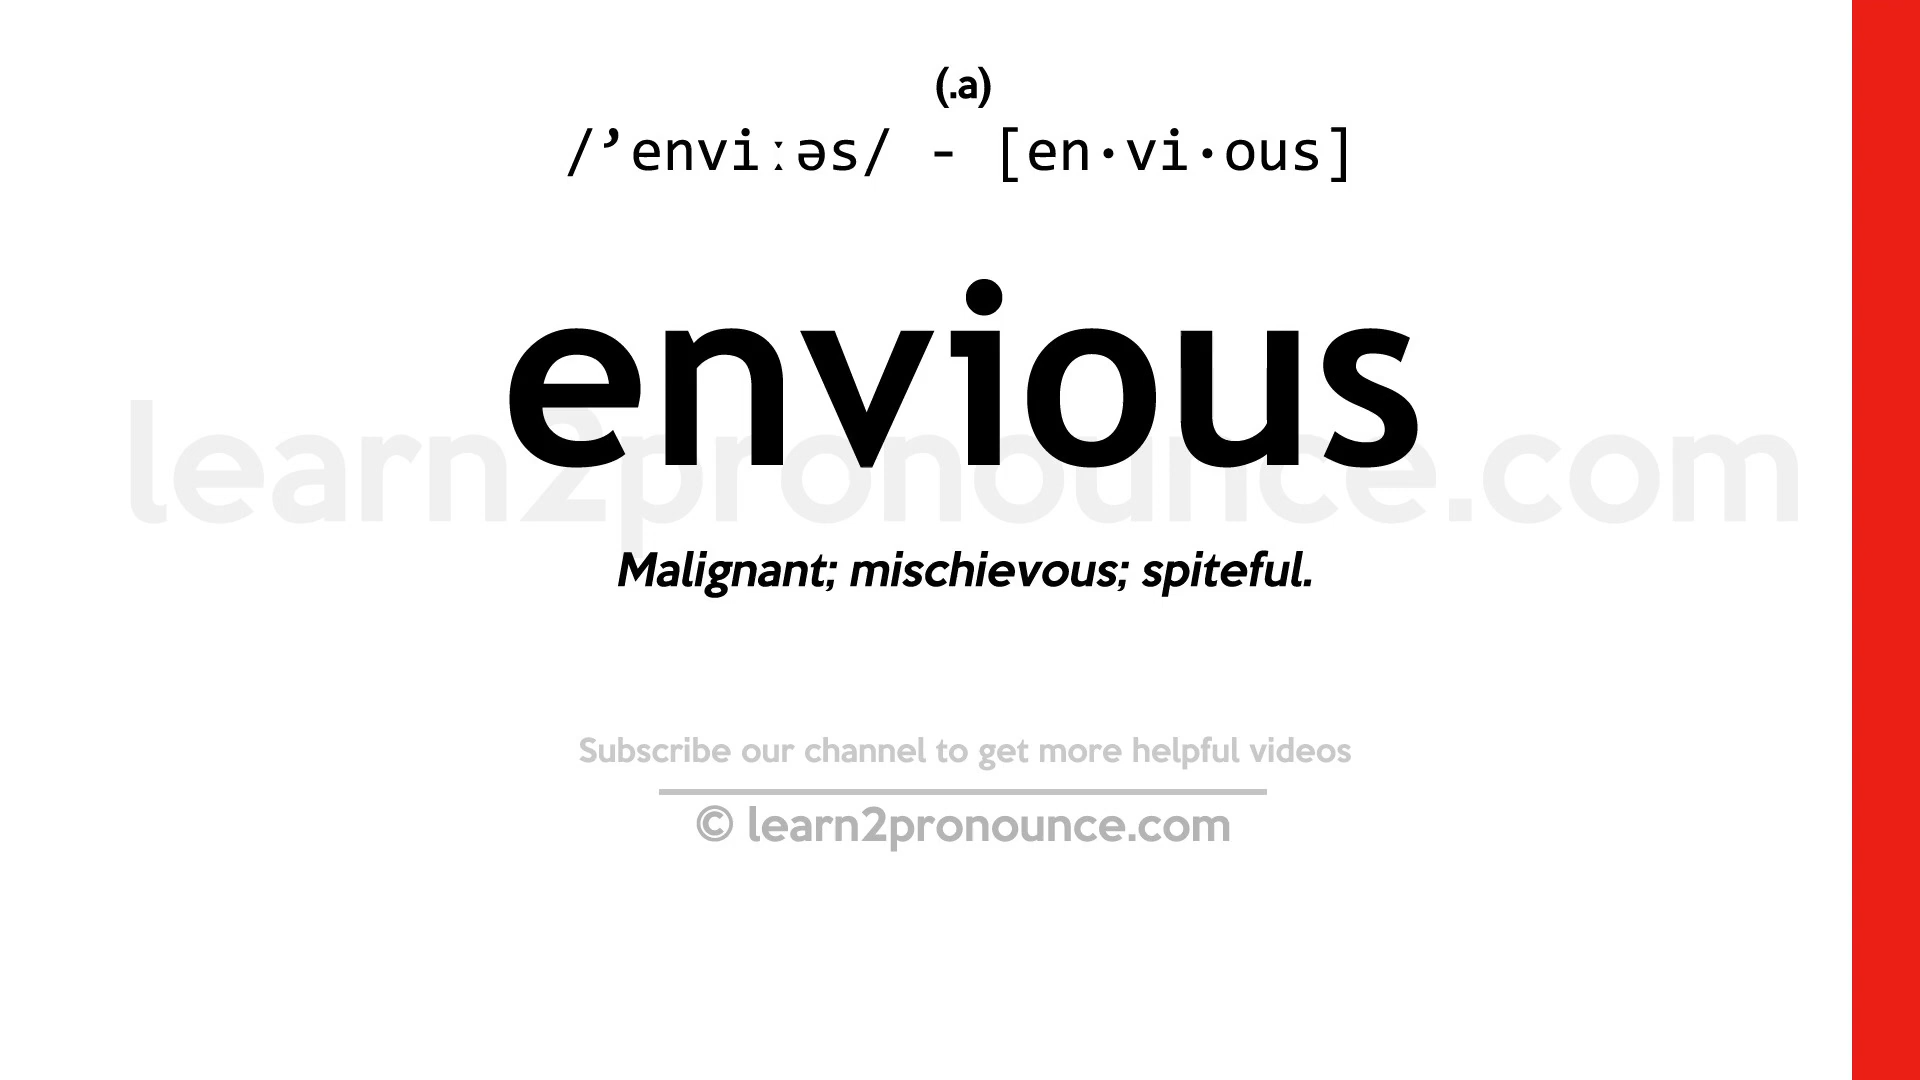 (.a)
/’enviːəs/ - [en·vi·ous]
envious
learn2pronounce.com
Malignant; mischievous; spiteful.
Subscribe our channel to get more helpful videos
© learn2pronounce.com